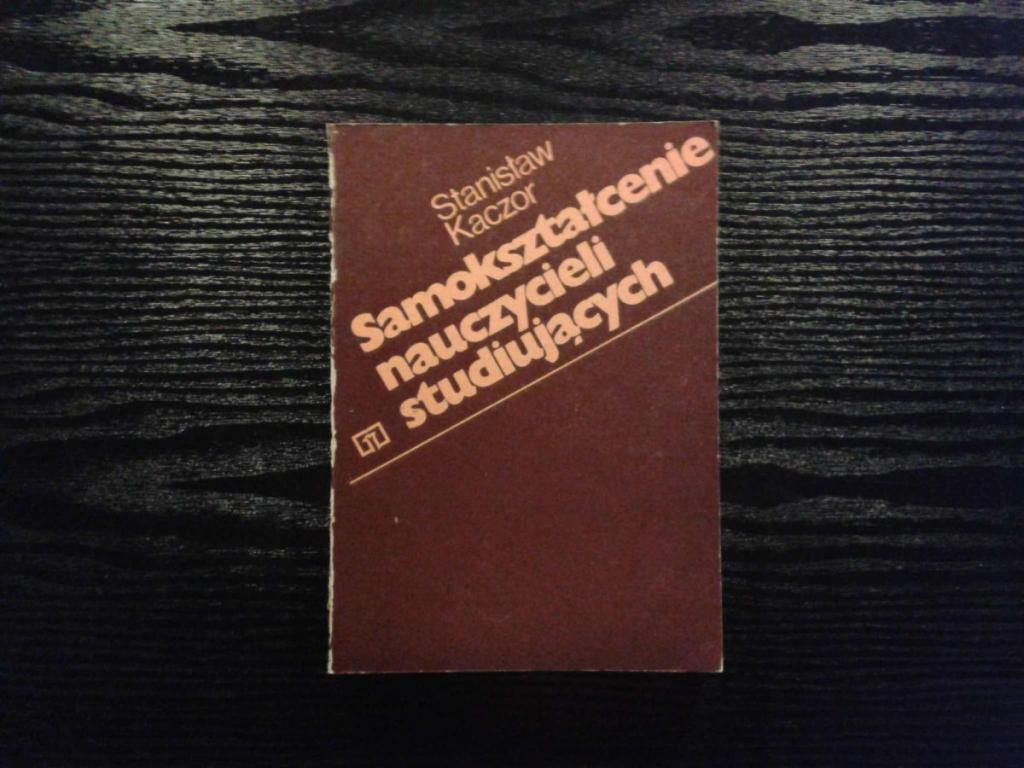 Stanisław
Kaczor
Samokształcenie
nauczycieli
studiujących